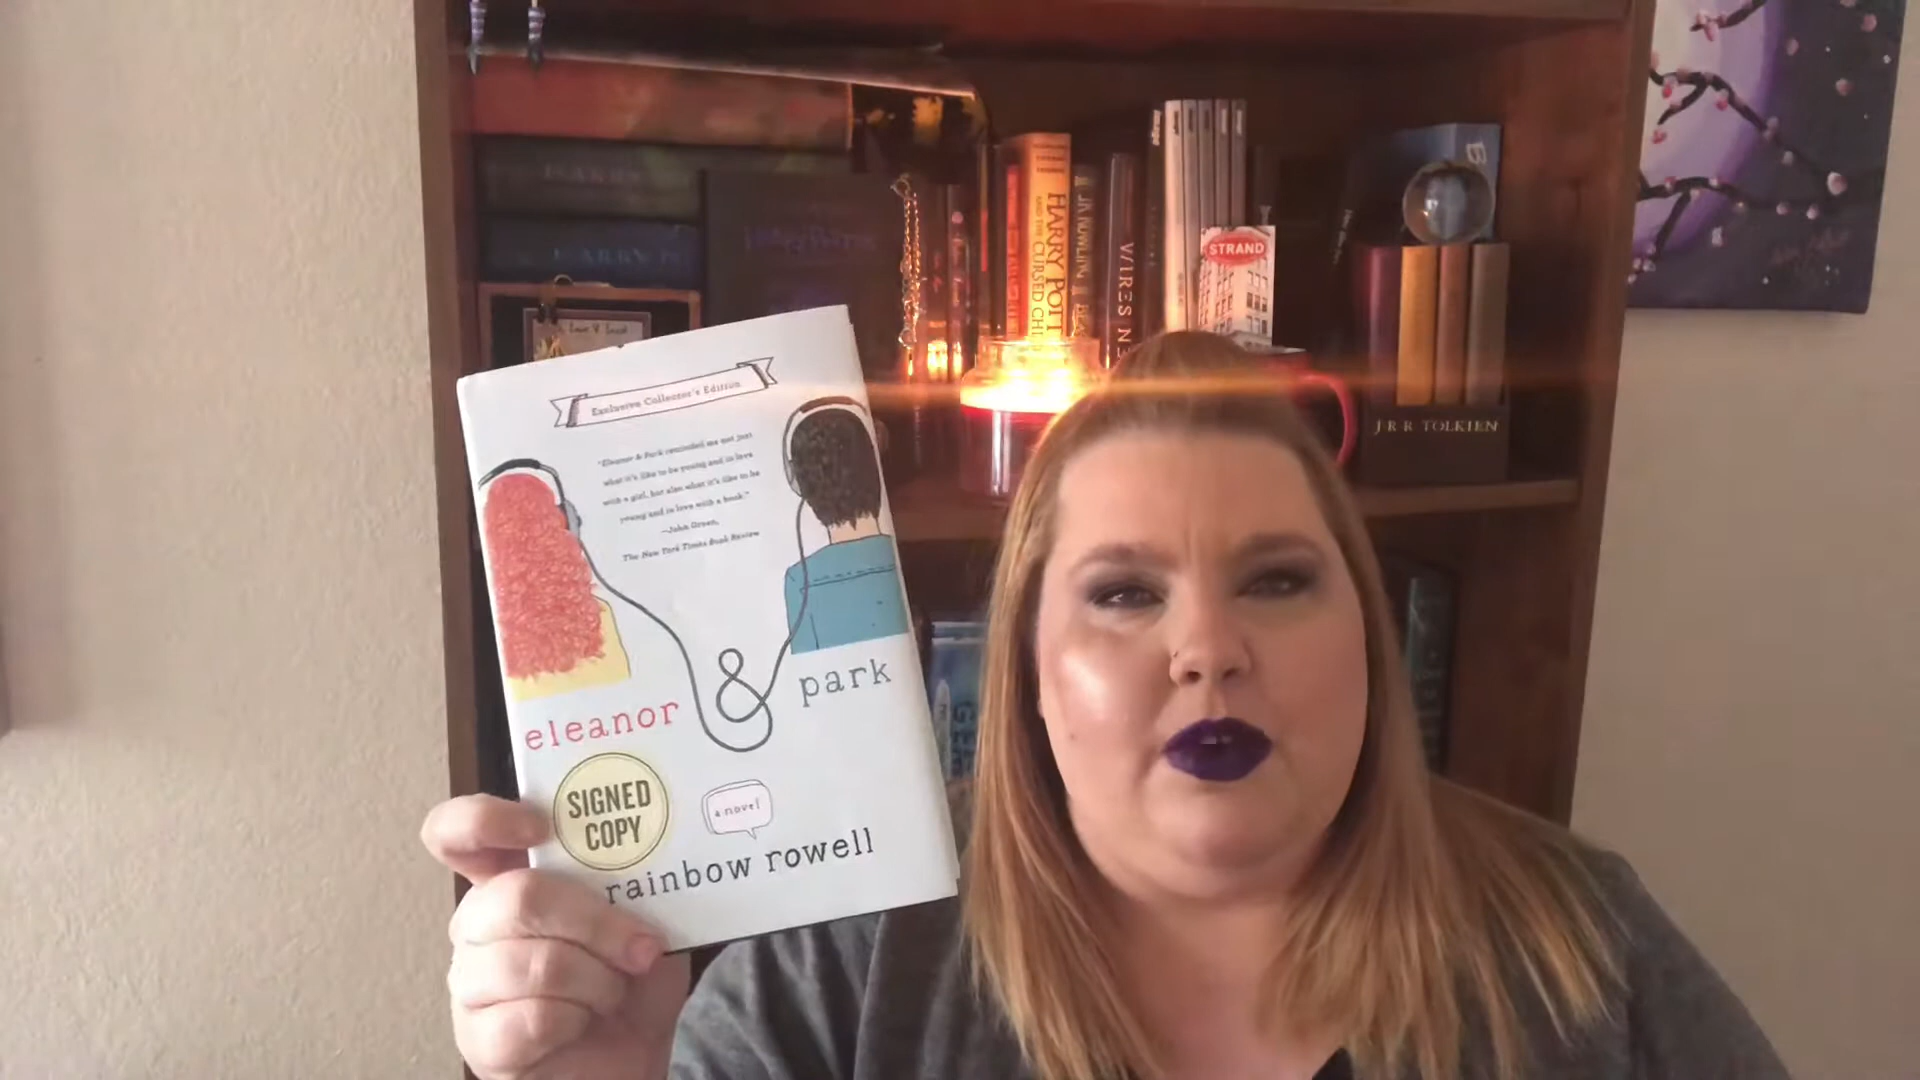 STRAND
HARRY POTT
AND THE CURSED CHI
J.K. ROWLING
WIRES
J R R TOLKIEN
Exclusive Collector's Edition
"Eleanor & Park reminded me not just
what it's like to be young and in love
with a girl, but also what it's like to be
young and in love with a book."
—John Green,
The New York Times Book Review
eleanor
&
park
SIGNED
COPY
a novel
rainbow rowell